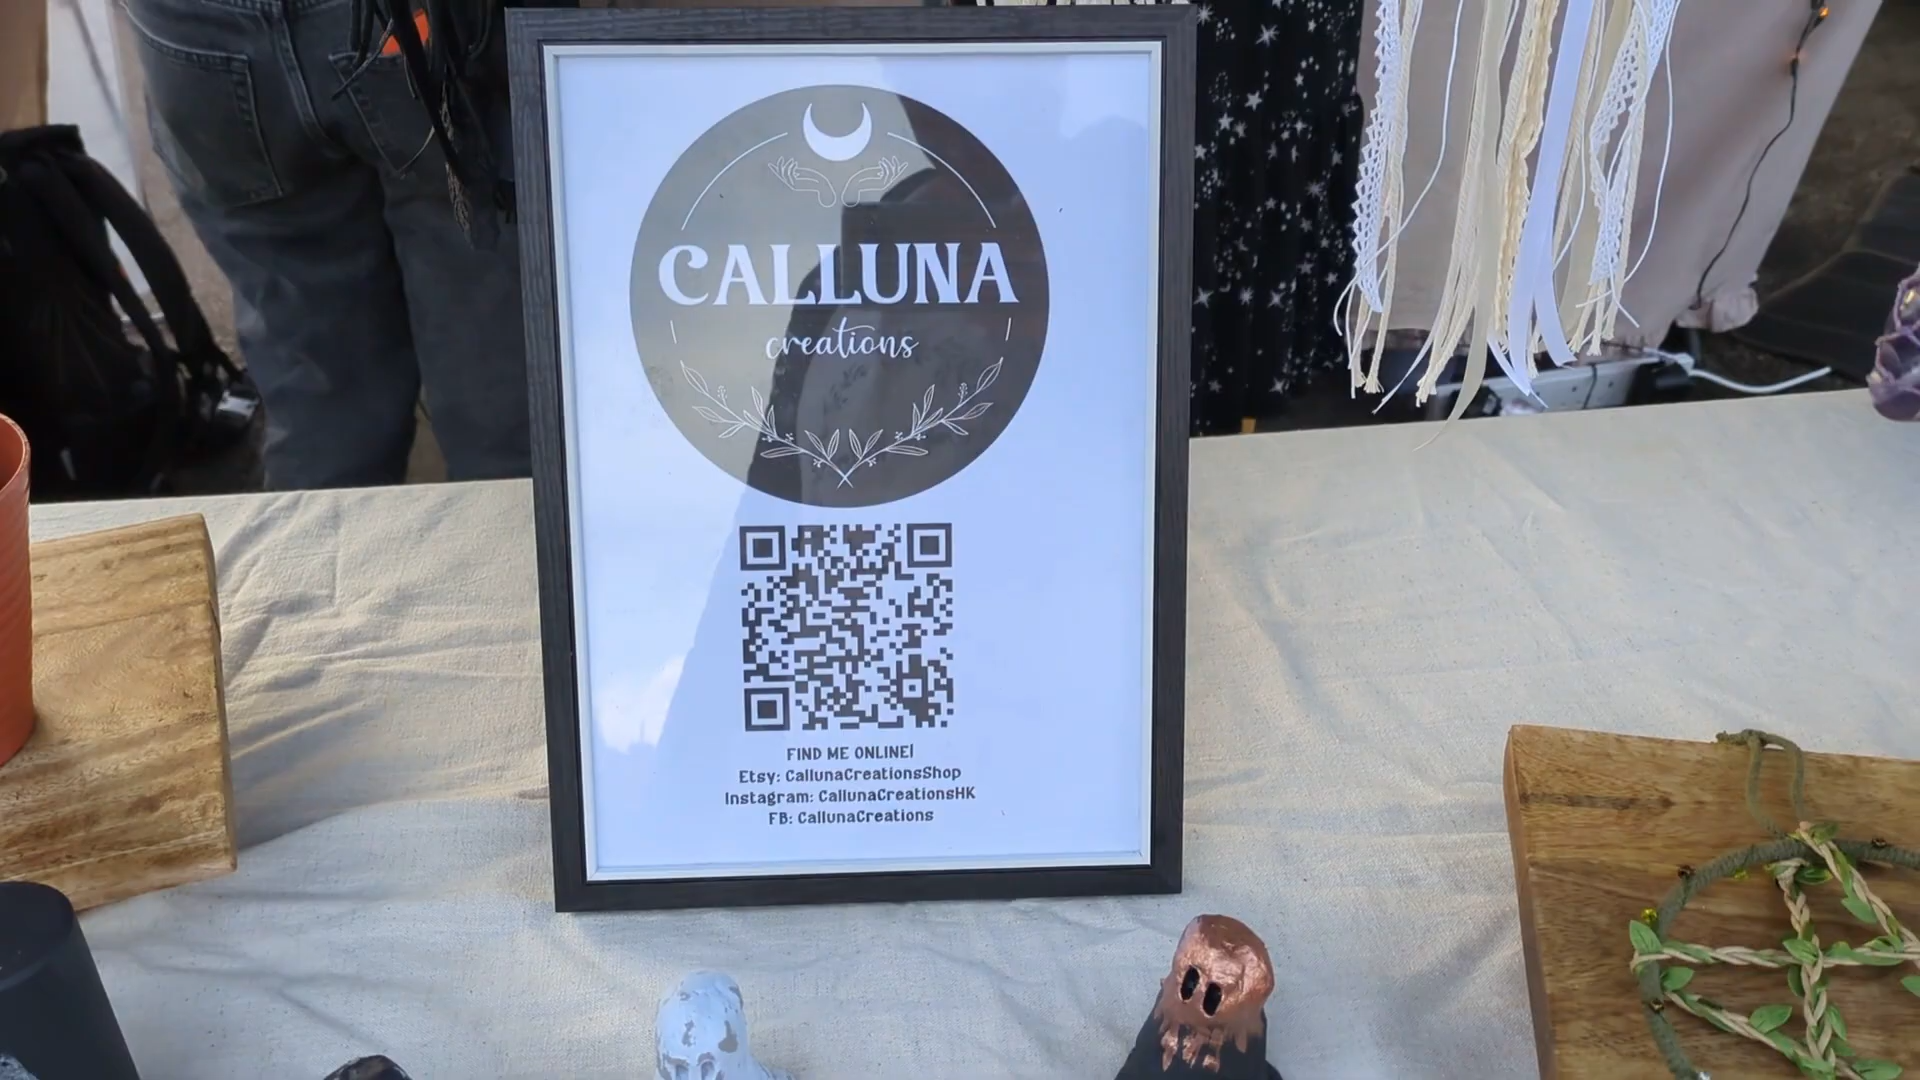 CALLUNA
creations
FIND ME ONLINE!
Etsy: CallunaCreationsShop
Instagram: CallunaCreationsHK
FB: CallunaCreations